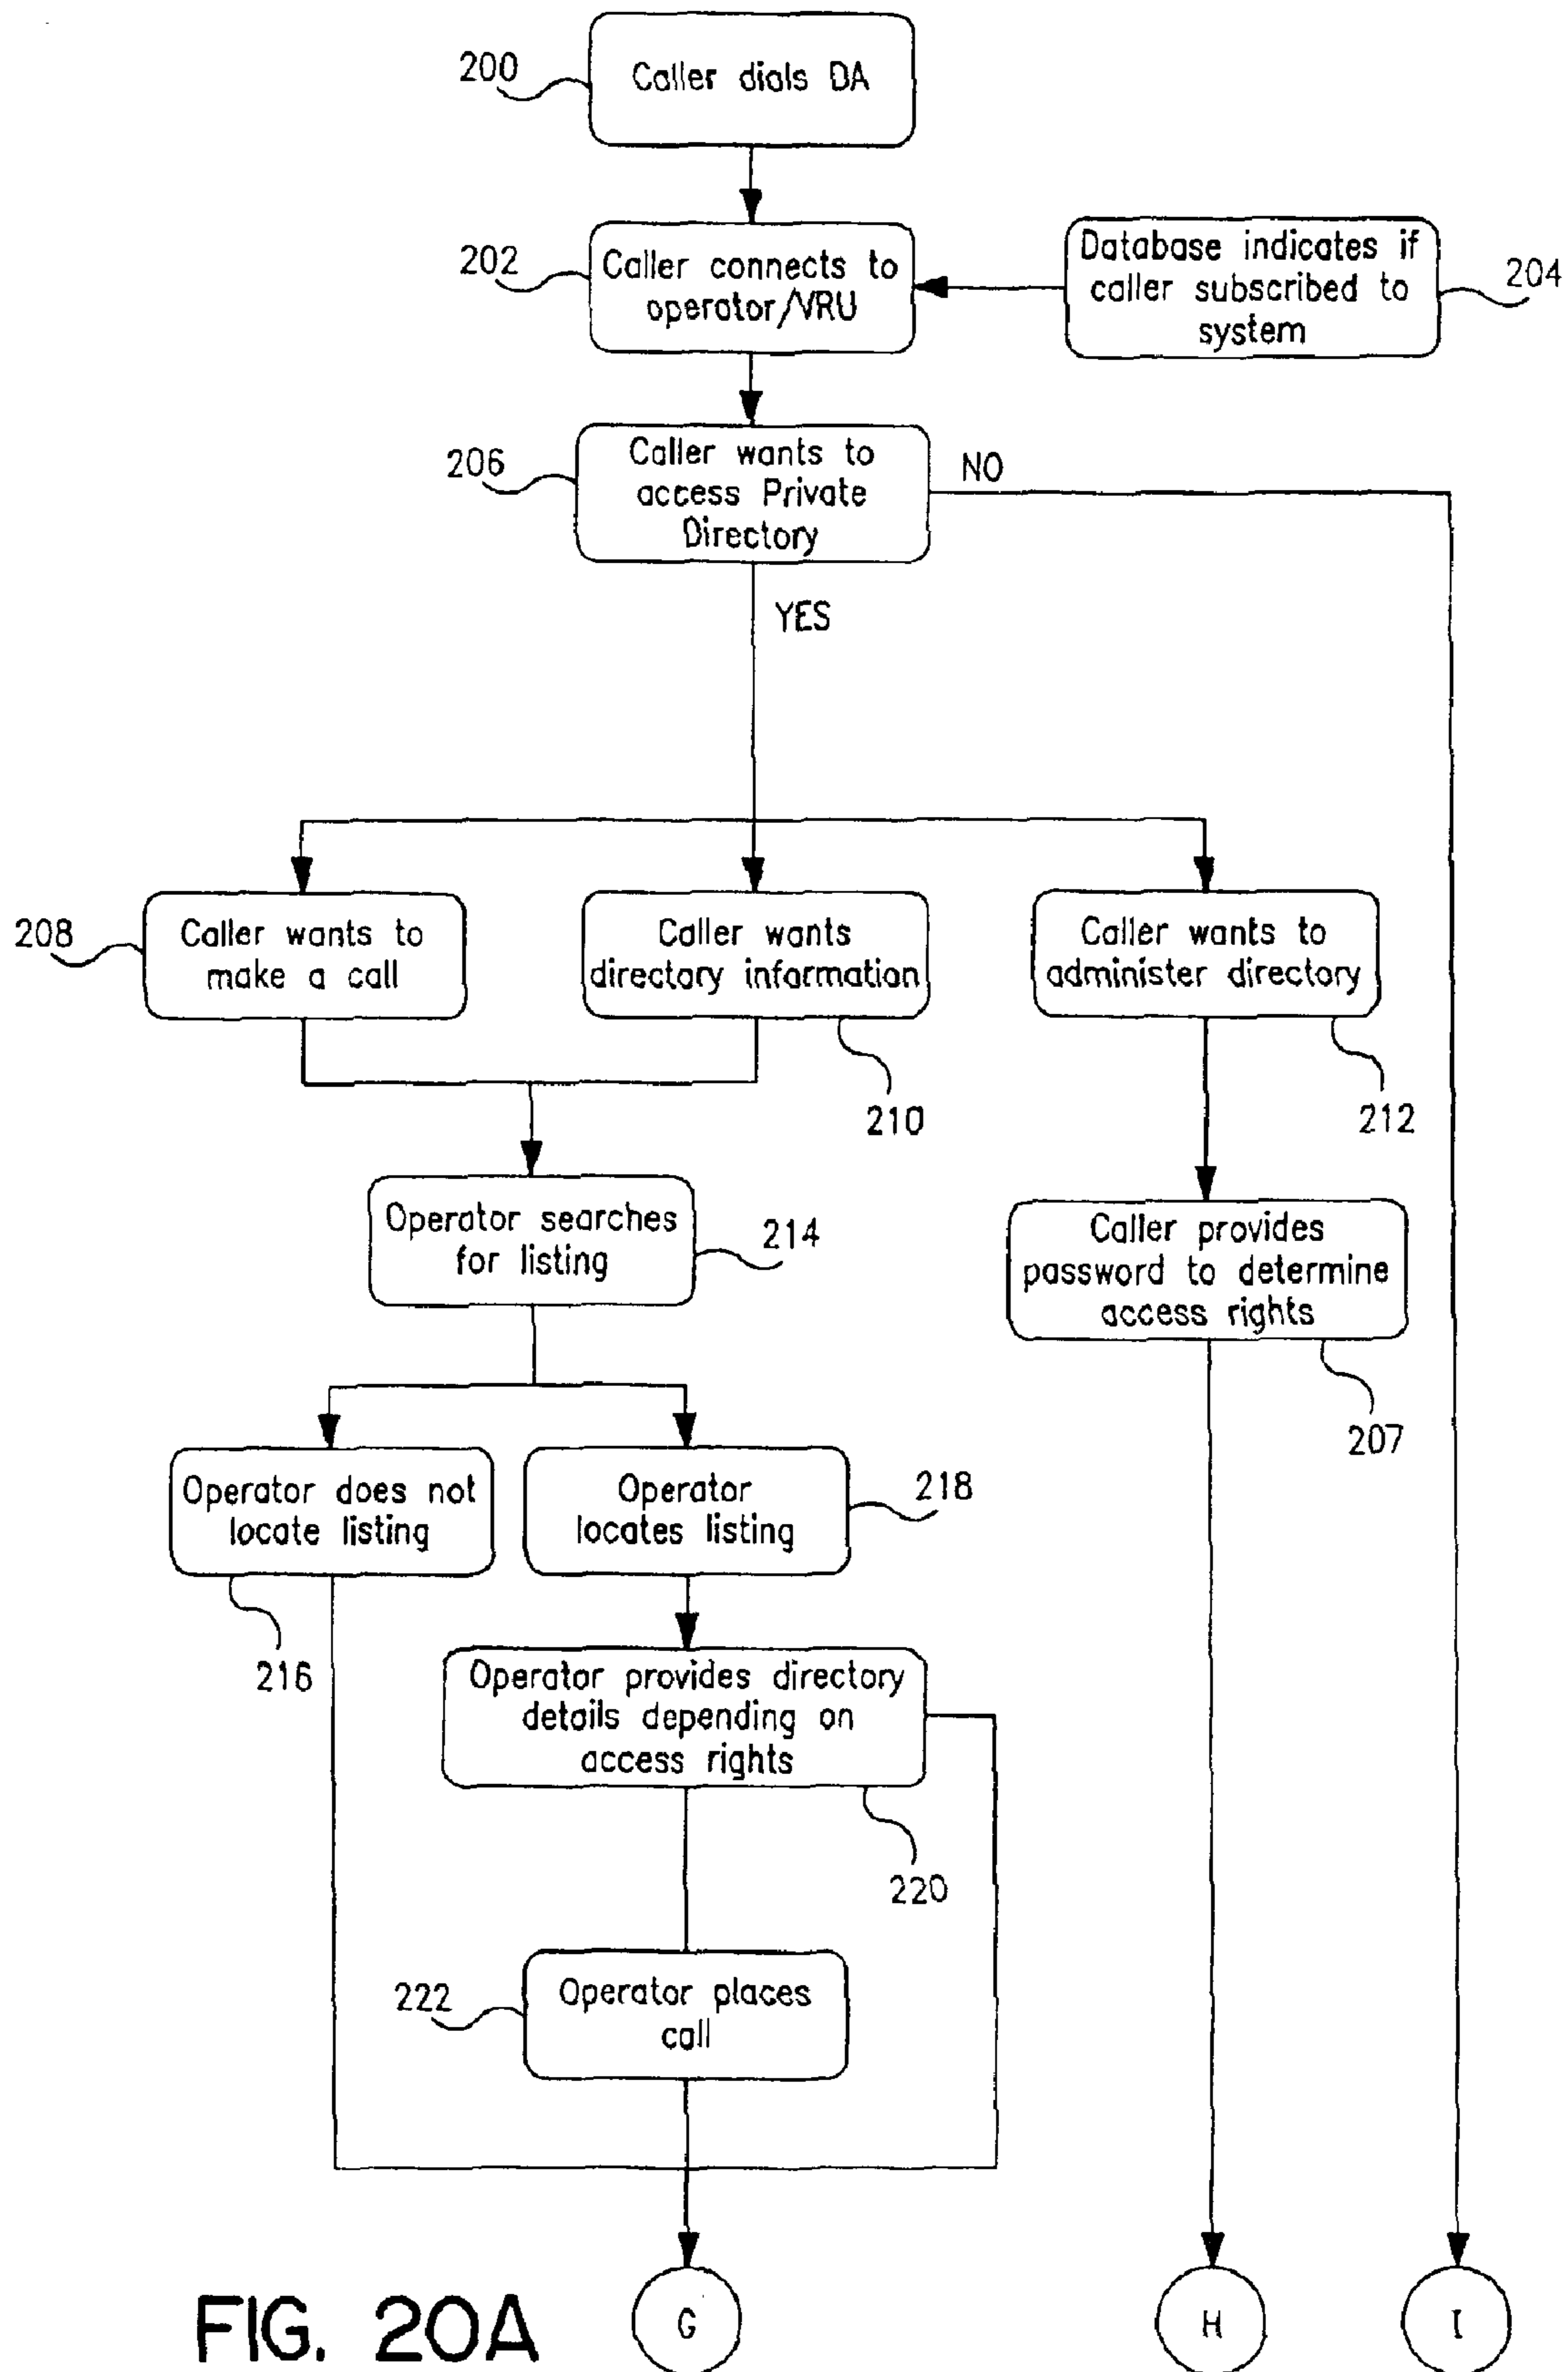 200
Caller dials DA
202
Caller connects to
operator/VRU
Database indicates if
caller subscribed to
system
204
206
Caller wants to
access Private
Directory
NO
YES
208
Caller wants to
make a call
Caller wants
directory information
210
Caller wants to
administer directory
212
Operator searches
for listing
214
Caller provides
password to determine
access rights
207
Operator does not
locate listing
216
Operator
locates listing
218
Operator provides directory
details depending on
access rights
220
222
Operator places
call
FIG. 20A
G
H
I